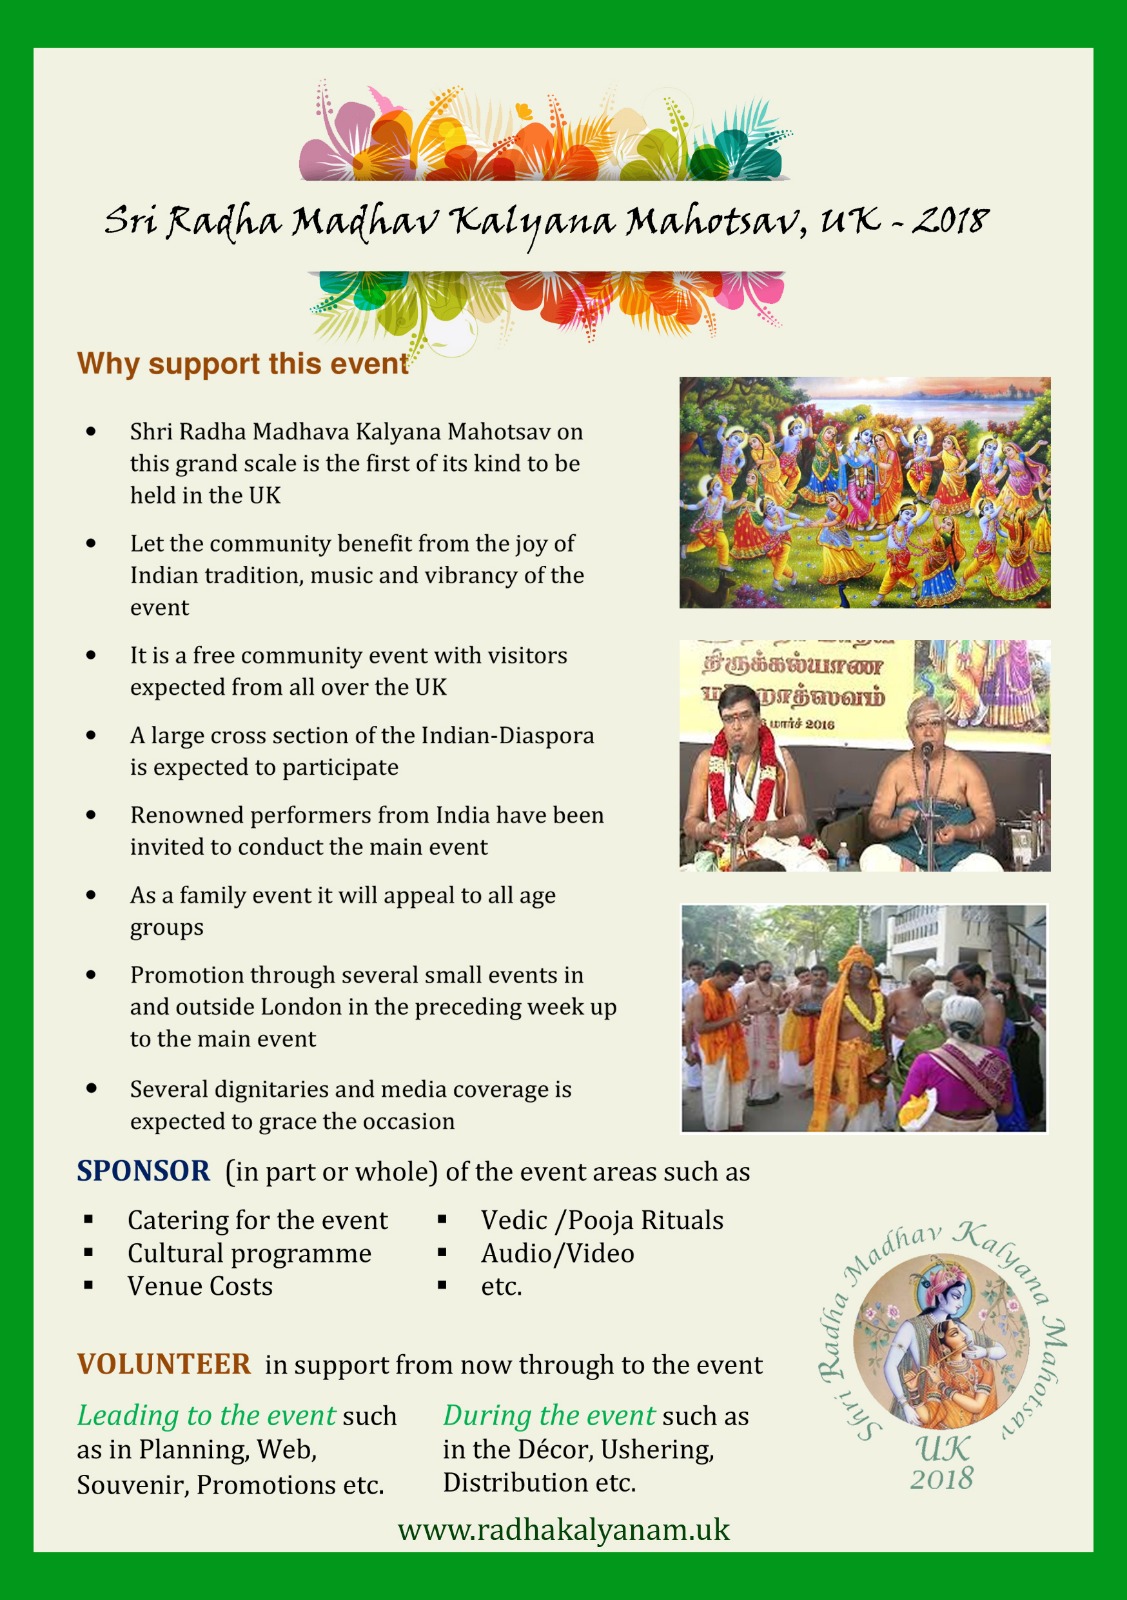 Sri Radha Madhav Kalyana Mahotsav, UK - 2018
Why support this event
• Shri Radha Madhava Kalyana Mahotsav on
this grand scale is the first of its kind to be
held in the UK
• Let the community benefit from the joy of
Indian tradition, music and vibrancy of the
event
• It is a free community event with visitors
expected from all over the UK
• A large cross section of the Indian-Diaspora
is expected to participate
• Renowned performers from India have been
invited to conduct the main event
• As a family event it will appeal to all age
groups
• Promotion through several small events in
and outside London in the preceding week up
to the main event
• Several dignitaries and media coverage is
expected to grace the occasion
திருக்கல்யாண
மார்ச் 2016
SPONSOR (in part or whole) of the event areas such as
▪ Catering for the event
▪ Cultural programme
▪ Venue Costs
▪ Vedic /Pooja Rituals
▪ Audio/Video
▪ etc.
VOLUNTEER in support from now through to the event
Leading to the event such
as in Planning, Web,
Souvenir, Promotions etc.
During the event such as
in the Décor, Ushering,
Distribution etc.
Shri Radha Madhav Kalyana Mahotsav
UK
2018
www.radhakalyanam.uk